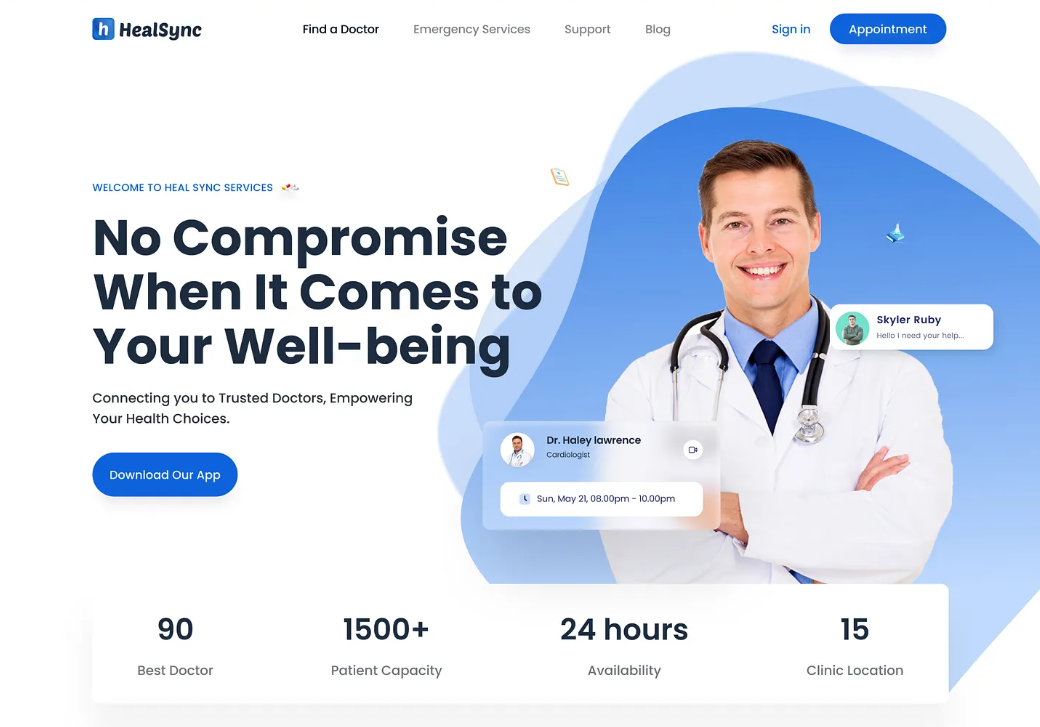 h HealSync
Find a Doctor
Emergency Services
Support
Blog
Sign in
Appointment
WELCOME TO HEAL SYNC SERVICES
No Compromise
When It Comes to
Your Well-being
Connecting you to Trusted Doctors, Empowering
Your Health Choices.
Download Our App
Skyler Ruby
Hello I need your help...
Dr. Haley lawrence
Cardiologist
Sun, May 21, 08.00pm - 10.00pm
90
Best Doctor
1500+
Patient Capacity
24 hours
Availability
15
Clinic Location